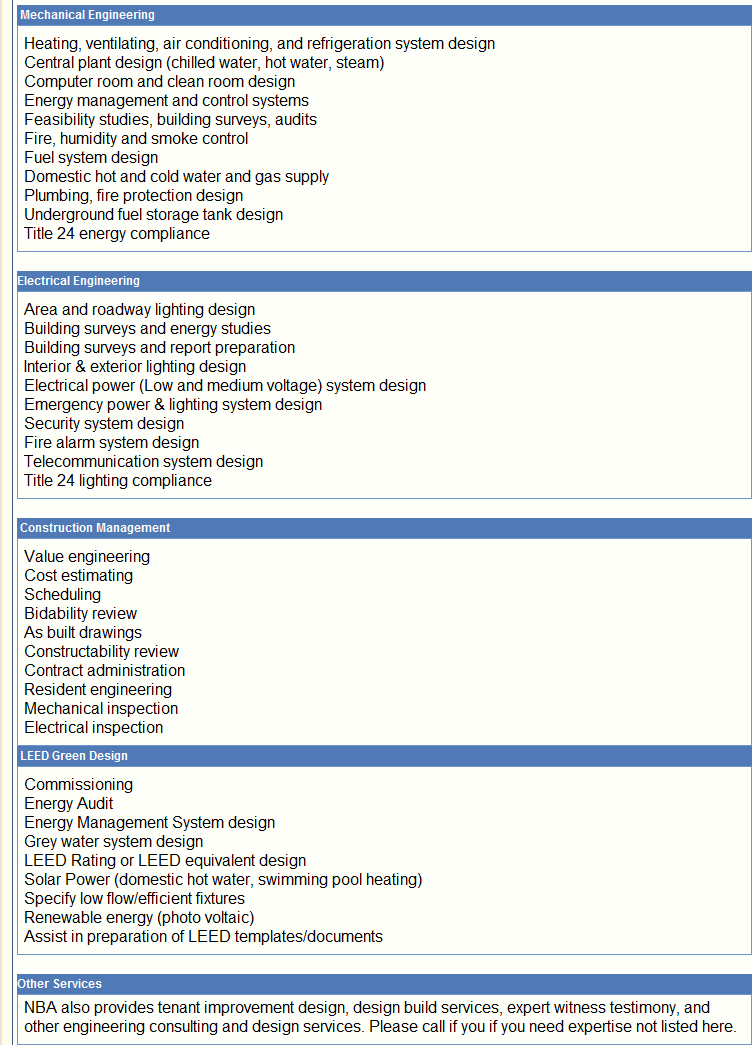 Mechanical Engineering
Heating, ventilating, air conditioning, and refrigeration system design
Central plant design (chilled water, hot water, steam)
Computer room and clean room design
Energy management and control systems
Feasibility studies, building surveys, audits
Fire, humidity and smoke control
Fuel system design
Domestic hot and cold water and gas supply
Plumbing, fire protection design
Underground fuel storage tank design
Title 24 energy compliance
Electrical Engineering
Area and roadway lighting design
Building surveys and energy studies
Building surveys and report preparation
Interior & exterior lighting design
Electrical power (Low and medium voltage) system design
Emergency power & lighting system design
Security system design
Fire alarm system design
Telecommunication system design
Title 24 lighting compliance
Construction Management
Value engineering
Cost estimating
Scheduling
Bidability review
As built drawings
Constructability review
Contract administration
Resident engineering
Mechanical inspection
Electrical inspection
LEED Green Design
Commissioning
Energy Audit
Energy Management System design
Grey water system design
LEED Rating or LEED equivalent design
Solar Power (domestic hot water, swimming pool heating)
Specify low flow/efficient fixtures
Renewable energy (photo voltaic)
Assist in preparation of LEED templates/documents
Other Services
NBA also provides tenant improvement design, design build services, expert witness testimony, and
other engineering consulting and design services. Please call if you if you need expertise not listed here.